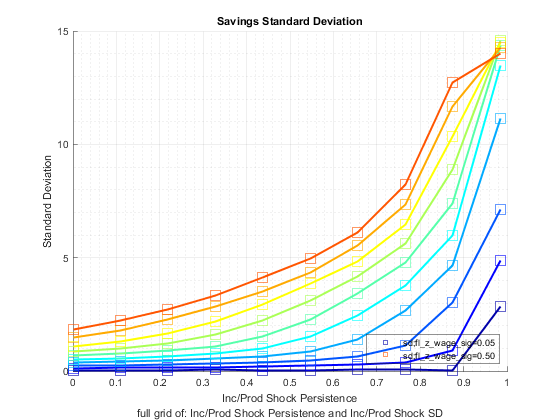 Savings Standard Deviation
15
10
5
0
Standard Deviation
0 0.1 0.2 0.3 0.4 0.5 0.6 0.7 0.8 0.9 1
sd:fl_z_wage_sig=0.05
sd:fl_z_wage_sig=0.50
Inc/Prod Shock Persistence
full grid of: Inc/Prod Shock Persistence and Inc/Prod Shock SD